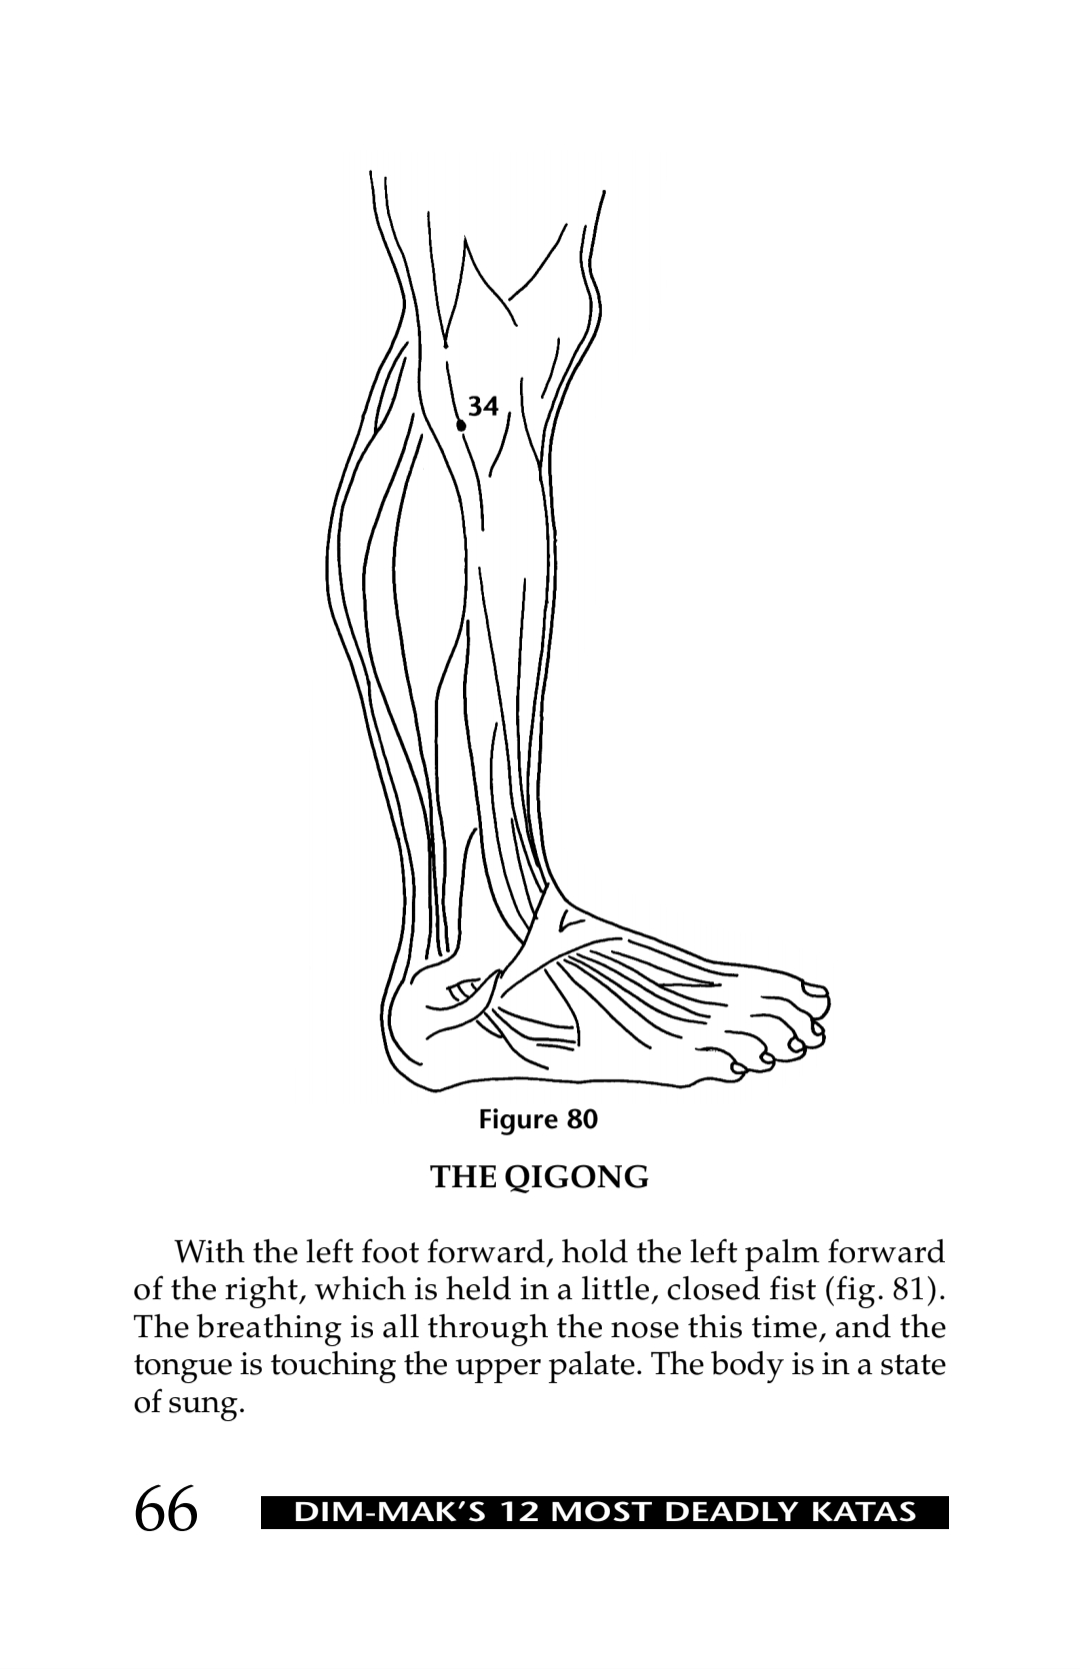 34
Figure 80
THE QIGONG
With the left foot forward, hold the left palm forward
of the right, which is held in a little, closed fist (fig. 81).
The breathing is all through the nose this time, and the
tongue is touching the upper palate. The body is in a state
of sung.
66
DIM-MAK’S 12 MOST DEADLY KATAS